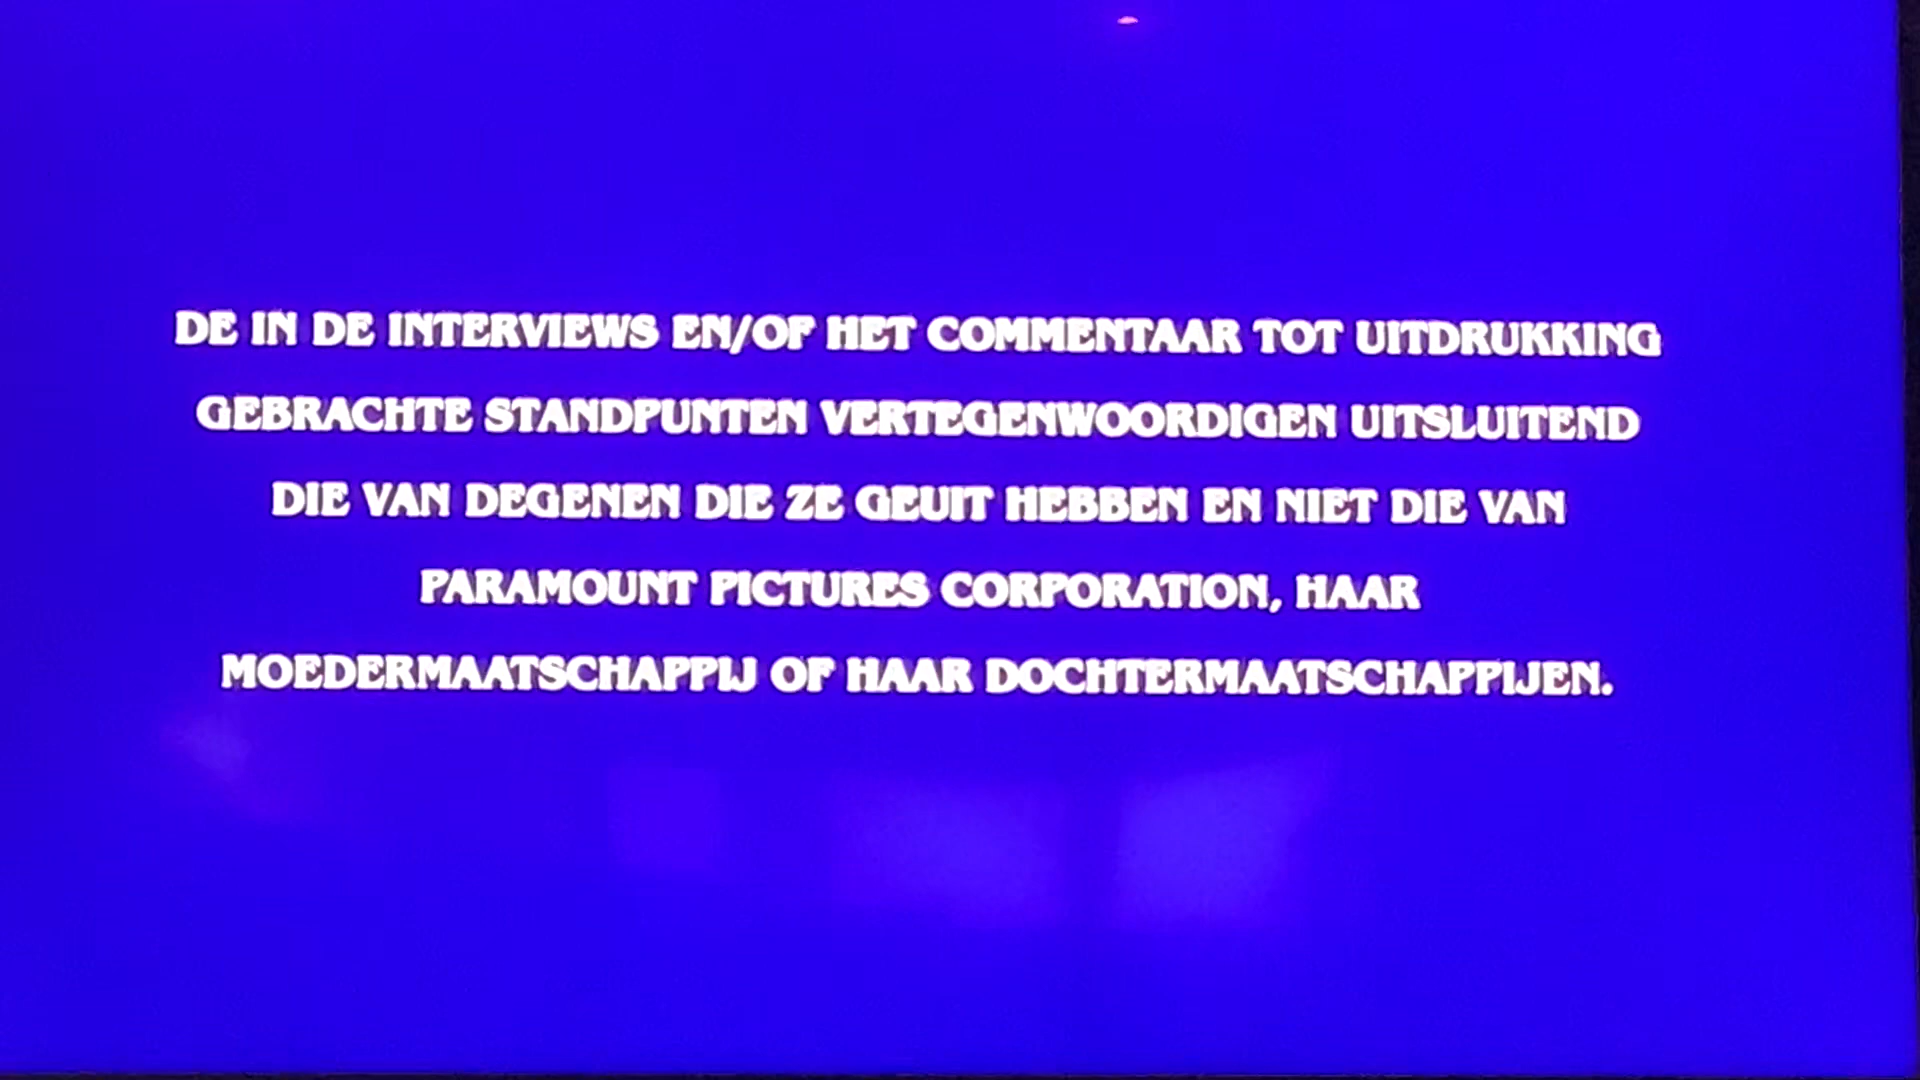 DE IN DE INTERVIEWS EN/OF HET COMMENTAAR TOT UITDRUKKING
GEBRACHTE STANDPUNTEN VERTEGENWOORDIGEN UITSLUITEND
DIE VAN DEGENEN DIE ZE GEUIT HEBBEN EN NIET DIE VAN
PARAMOUNT PICTURES CORPORATION, HAAR
MOEDERMAATSCHAPPIJ OF HAAR DOCHTERMAATSCHAPPIJEN.